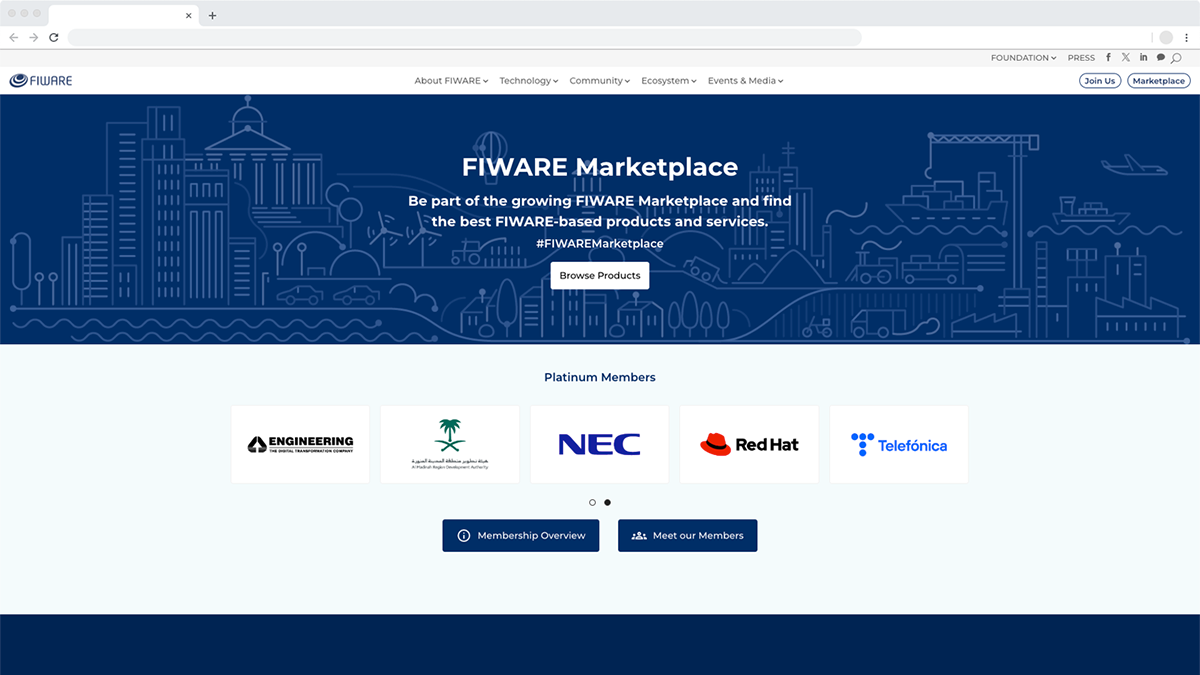 FOUNDATION PRESS
FIWARE
About FIWARE Technology Community Ecosystem Events & Media
Join Us Marketplace
FIWARE Marketplace
Be part of the growing FIWARE Marketplace and find
the best FIWARE-based products and services.
#FIWAREMarketplace
Browse Products
Platinum Members
ENGINEERING
THE DIGITAL TRANSFORMATION COMPANY
هيئة تطوير منطقة المدينة المنورة
Al Madinah Region Development Authority
NEC
Red Hat
Telefónica
Membership Overview Meet our Members